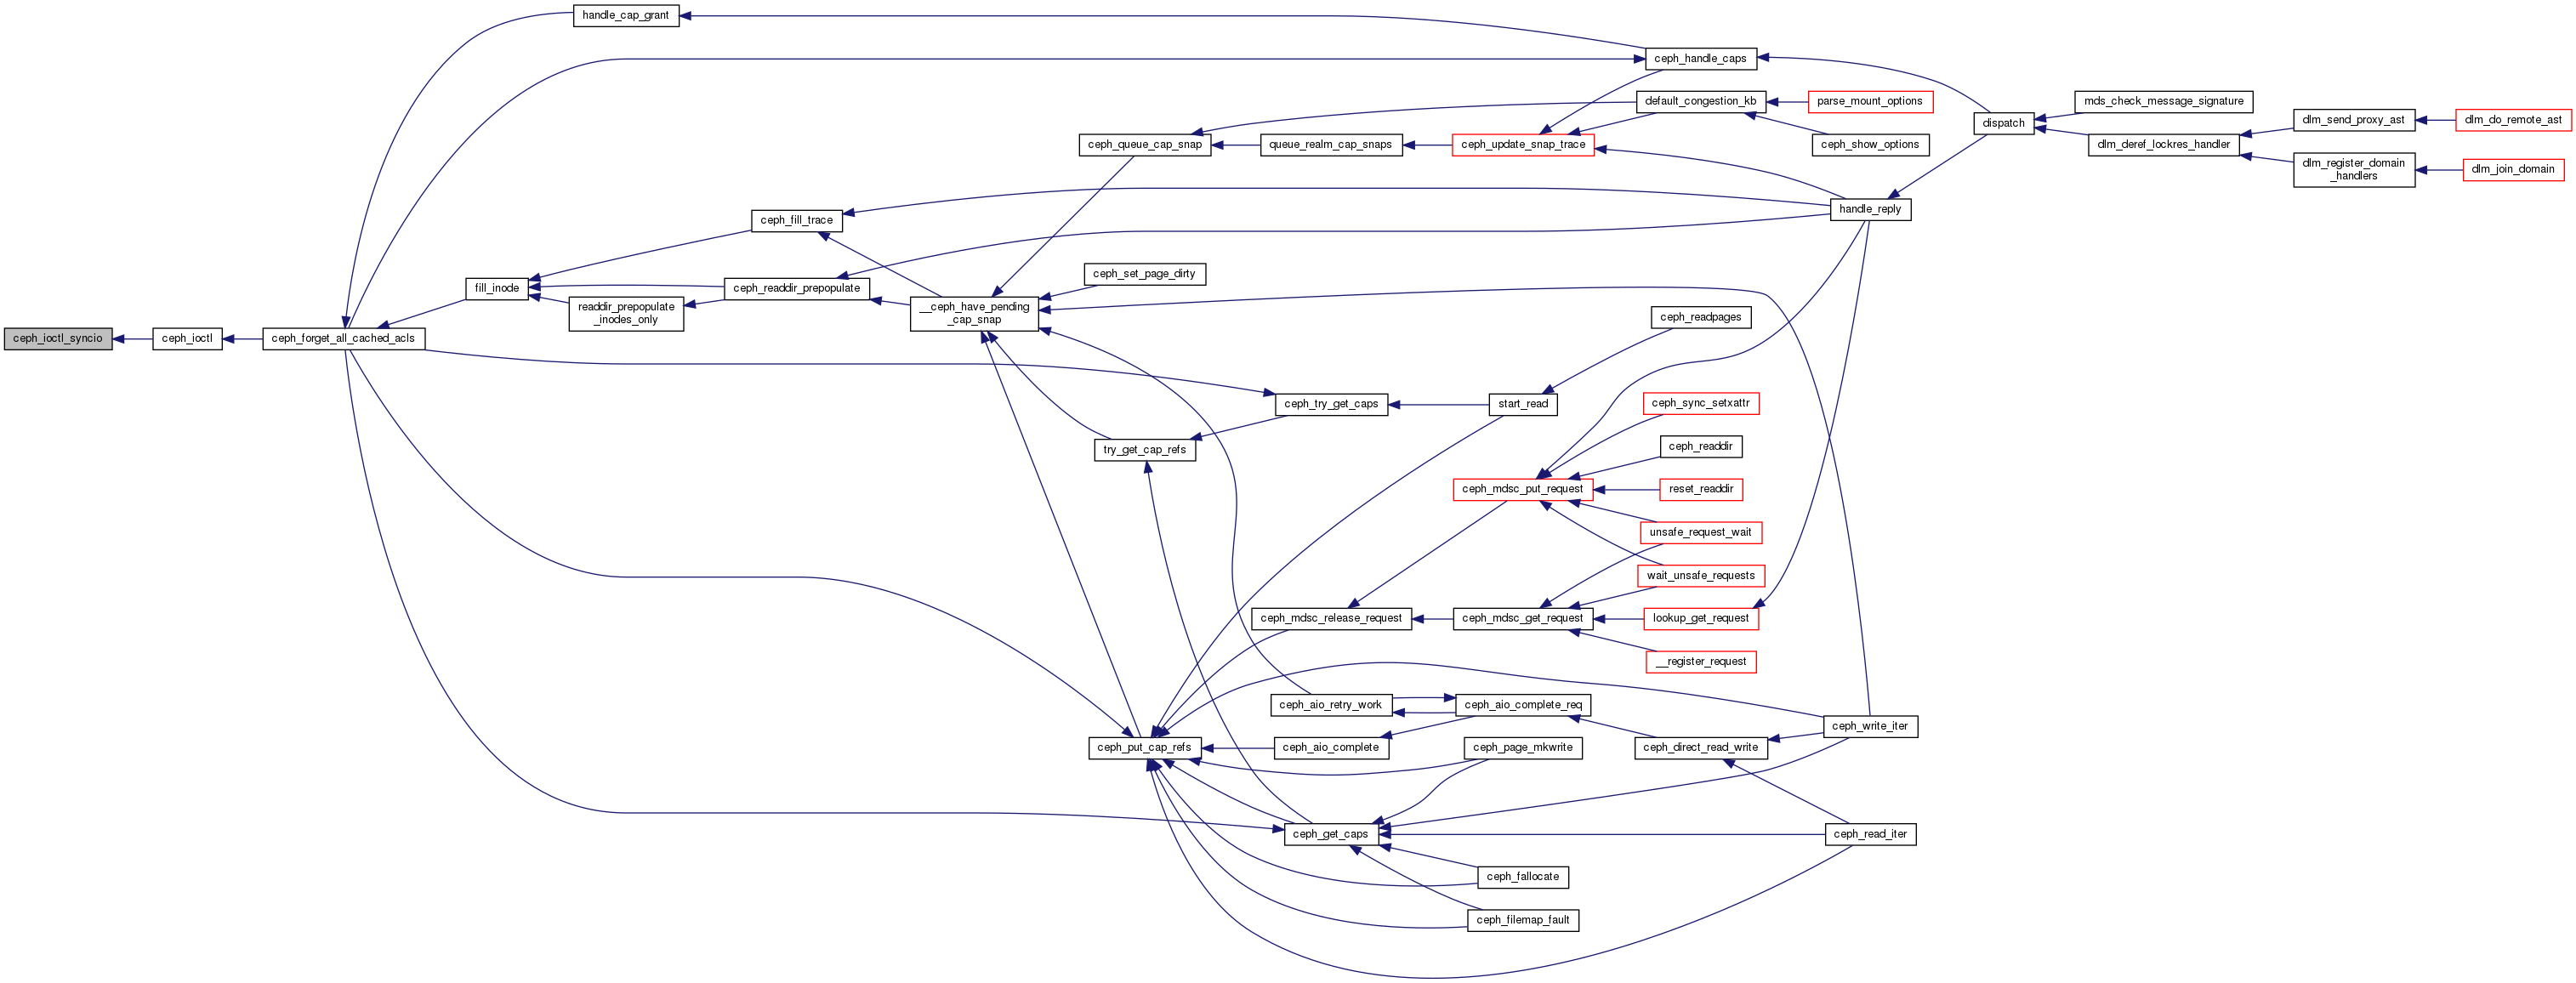 handle_cap_grant
ceph_handle_caps
default_congestion_kb
parse_mount_options
mds_check_message_signature
dispatch
dlm_send_proxy_ast
dlm_do_remote_ast
ceph_queue_cap_snap
queue_realm_cap_snaps
ceph_update_snap_trace
ceph_show_options
dlm_deref_lockres_handler
dlm_register_domain
_handlers
dlm_join_domain
ceph_fill_trace
handle_reply
ceph_set_page_dirty
fill_inode
ceph_readdir_prepopulate
readdir_prepopulate
_inodes_only
__ceph_have_pending
_cap_snap
ceph_readpages
ceph_ioctl_syncio
ceph_ioctl
ceph_forget_all_cached_acls
ceph_try_get_caps
start_read
ceph_sync_setxattr
try_get_cap_refs
ceph_readdir
ceph_mdsc_put_request
reset_readdir
unsafe_request_wait
wait_unsafe_requests
ceph_mdsc_release_request
ceph_mdsc_get_request
lookup_get_request
__register_request
ceph_aio_retry_work
ceph_aio_complete_req
ceph_write_iter
ceph_put_cap_refs
ceph_aio_complete
ceph_page_mkwrite
ceph_direct_read_write
ceph_get_caps
ceph_read_iter
ceph_fallocate
ceph_filemap_fault